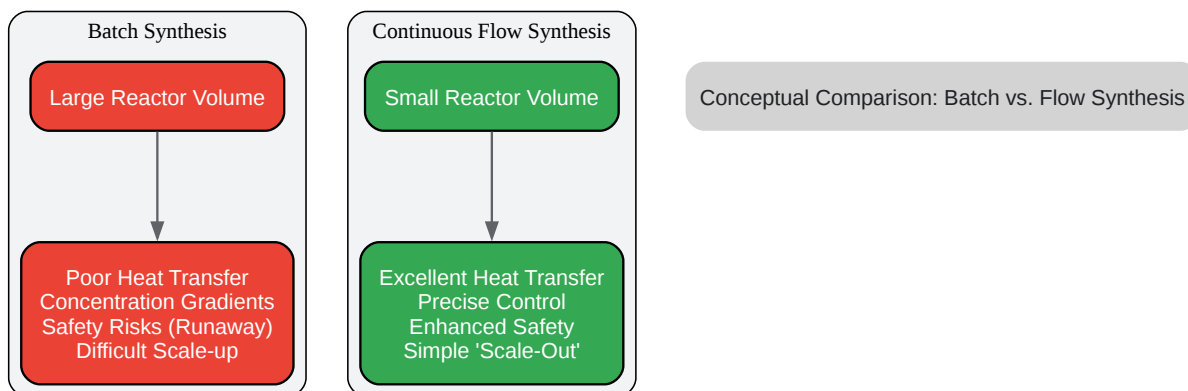 Batch Synthesis
Large Reactor Volume
Poor Heat Transfer
Concentration Gradients
Safety Risks (Runaway)
Difficult Scale-up
Continuous Flow Synthesis
Small Reactor Volume
Excellent Heat Transfer
Precise Control
Enhanced Safety
Simple 'Scale-Out'
Conceptual Comparison: Batch vs. Flow Synthesis